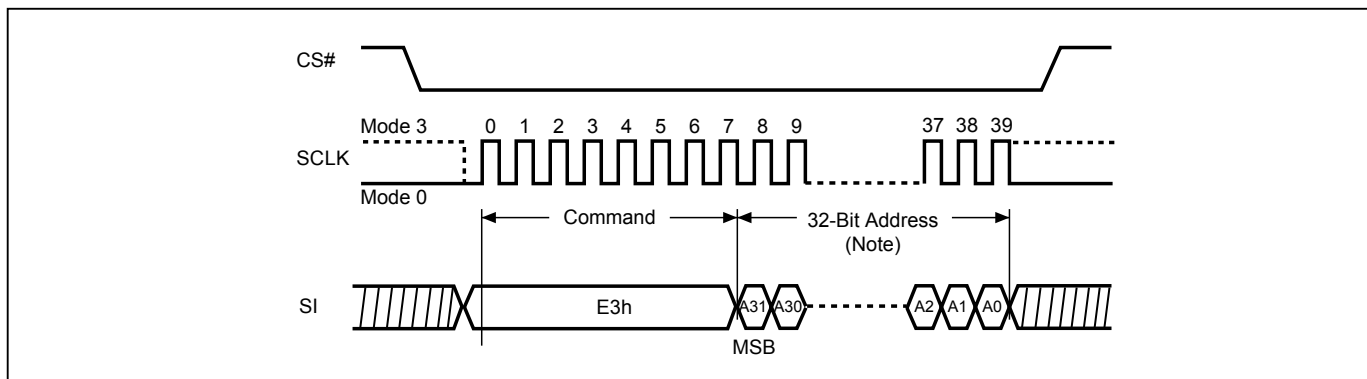 CS#
Mode 3
0 1 2 3 4 5 6 7 8 9 37 38 39
SCLK
Mode 0
Command
32-Bit Address
(Note)
SI
E3h
A31 A30 A2 A1 A0
MSB